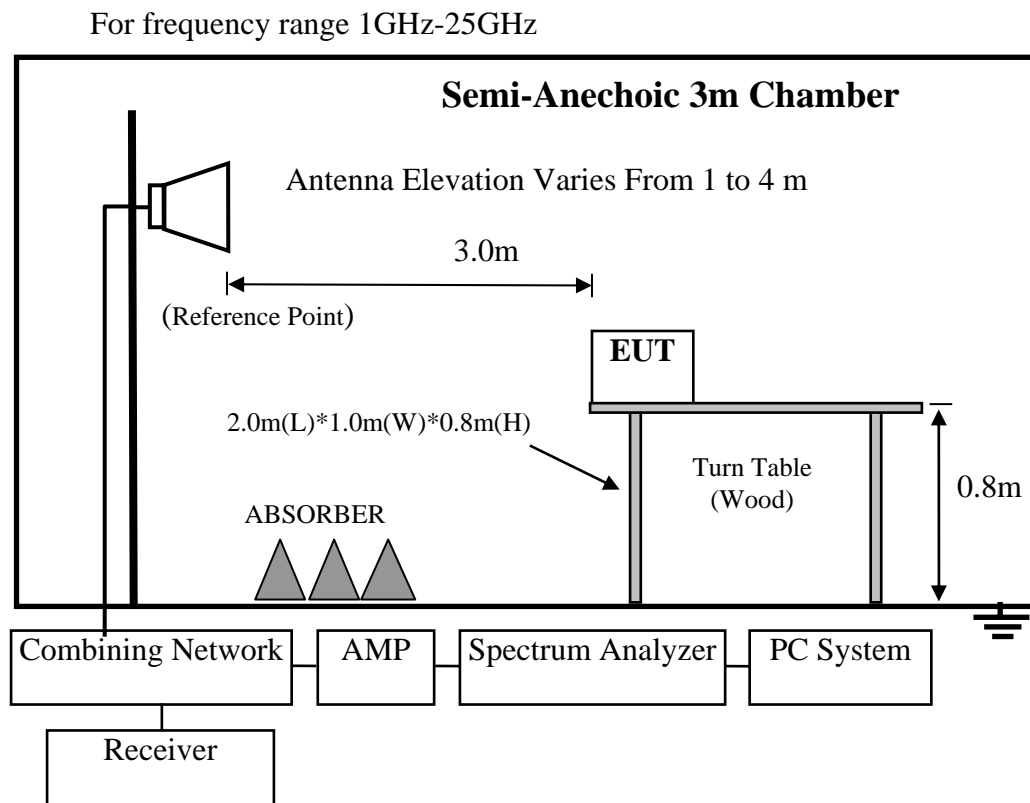 For frequency range 1GHz-25GHz
Semi-Anechoic 3m Chamber
Antenna Elevation Varies From 1 to 4 m
3.0m
(Reference Point)
EUT
2.0m(L)*1.0m(W)*0.8m(H)
Turn Table
(Wood)
0.8m
ABSORBER
Combining Network
AMP
Spectrum Analyzer
PC System
Receiver